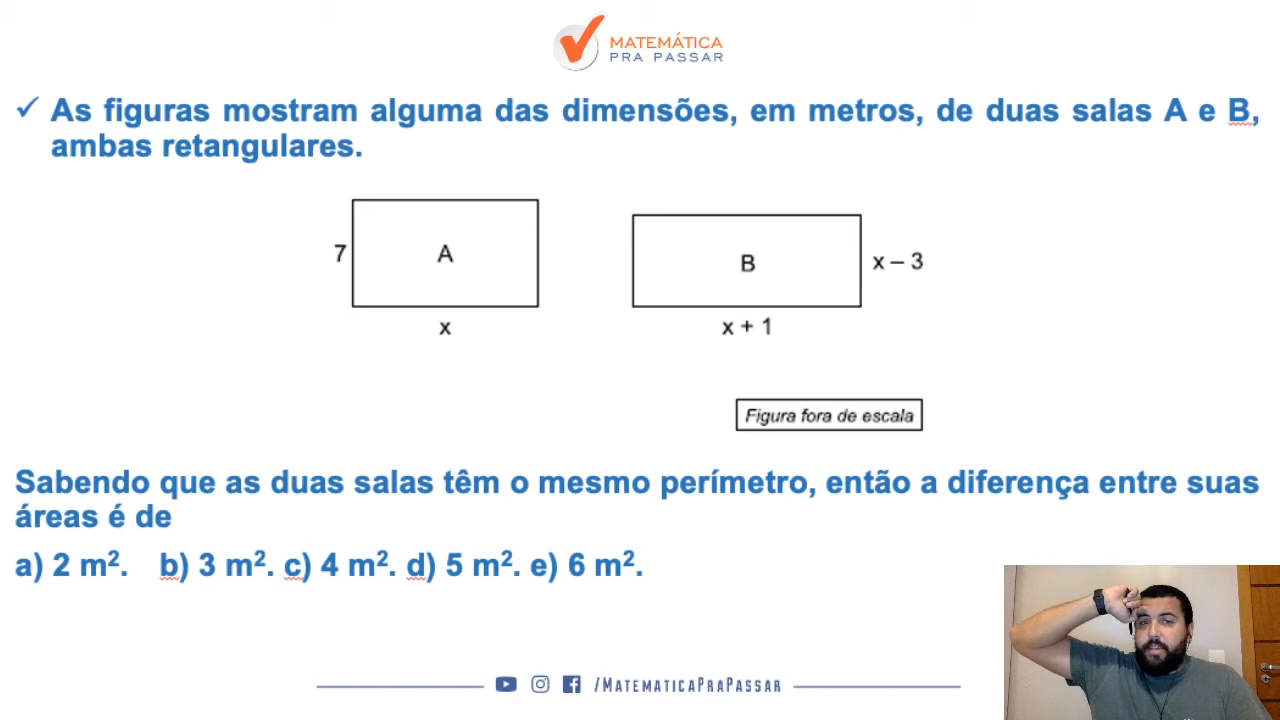 MATEMÁTICA
PRA PASSAR
✓ As figuras mostram alguma das dimensões, em metros, de duas salas A e B,
ambas retangulares.
7 A B x – 3
x x + 1
Figura fora de escala
Sabendo que as duas salas têm o mesmo perímetro, então a diferença entre suas
áreas é de
a) 2 m². b) 3 m². c) 4 m². d) 5 m². e) 6 m².
/MATEMATICAPRAPASSAR